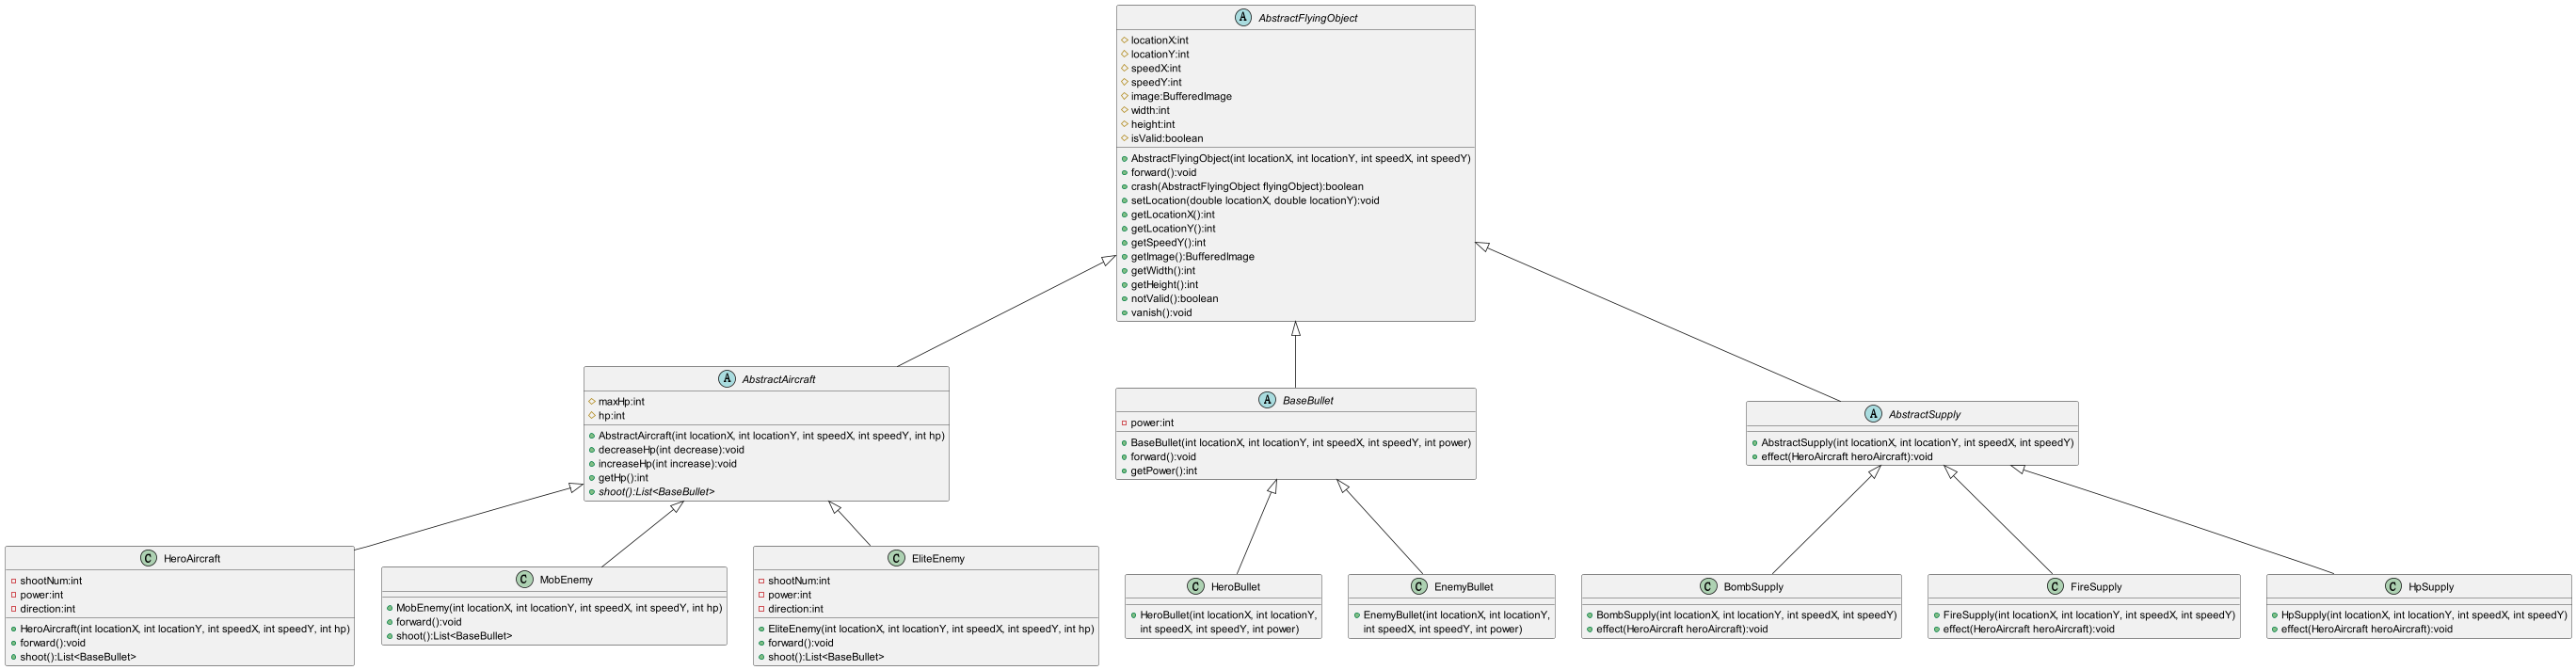 A AbstractFlyingObject
locationX:int
locationY:int
speedX:int
speedY:int
image:BufferedImage
width:int
height:int
isValid:boolean
AbstractFlyingObject(int locationX, int locationY, int speedX, int speedY)
forward():void
crash(AbstractFlyingObject flyingObject):boolean
setLocation(double locationX, double locationY):void
getLocationX():int
getLocationY():int
getSpeedY():int
getImage():BufferedImage
getWidth():int
getHeight():int
notValid():boolean
vanish():void
A AbstractAircraft
maxHp:int
hp:int
AbstractAircraft(int locationX, int locationY, int speedX, int speedY, int hp)
decreaseHp(int decrease):void
increaseHp(int increase):void
getHp():int
shoot():List<BaseBullet>
A BaseBullet
power:int
BaseBullet(int locationX, int locationY, int speedX, int speedY, int power)
forward():void
getPower():int
A AbstractSupply
AbstractSupply(int locationX, int locationY, int speedX, int speedY)
effect(HeroAircraft heroAircraft):void
C HeroAircraft
shootNum:int
power:int
direction:int
HeroAircraft(int locationX, int locationY, int speedX, int speedY, int hp)
forward():void
shoot():List<BaseBullet>
C MobEnemy
MobEnemy(int locationX, int locationY, int speedX, int speedY, int hp)
forward():void
shoot():List<BaseBullet>
C EliteEnemy
shootNum:int
power:int
direction:int
EliteEnemy(int locationX, int locationY, int speedX, int speedY, int hp)
forward():void
shoot():List<BaseBullet>
C HeroBullet
HeroBullet(int locationX, int locationY,
int speedX, int speedY, int power)
C EnemyBullet
EnemyBullet(int locationX, int locationY,
int speedX, int speedY, int power)
C BombSupply
BombSupply(int locationX, int locationY, int speedX, int speedY)
effect(HeroAircraft heroAircraft):void
C FireSupply
FireSupply(int locationX, int locationY, int speedX, int speedY)
effect(HeroAircraft heroAircraft):void
C HpSupply
HpSupply(int locationX, int locationY, int speedX, int speedY)
effect(HeroAircraft heroAircraft):void